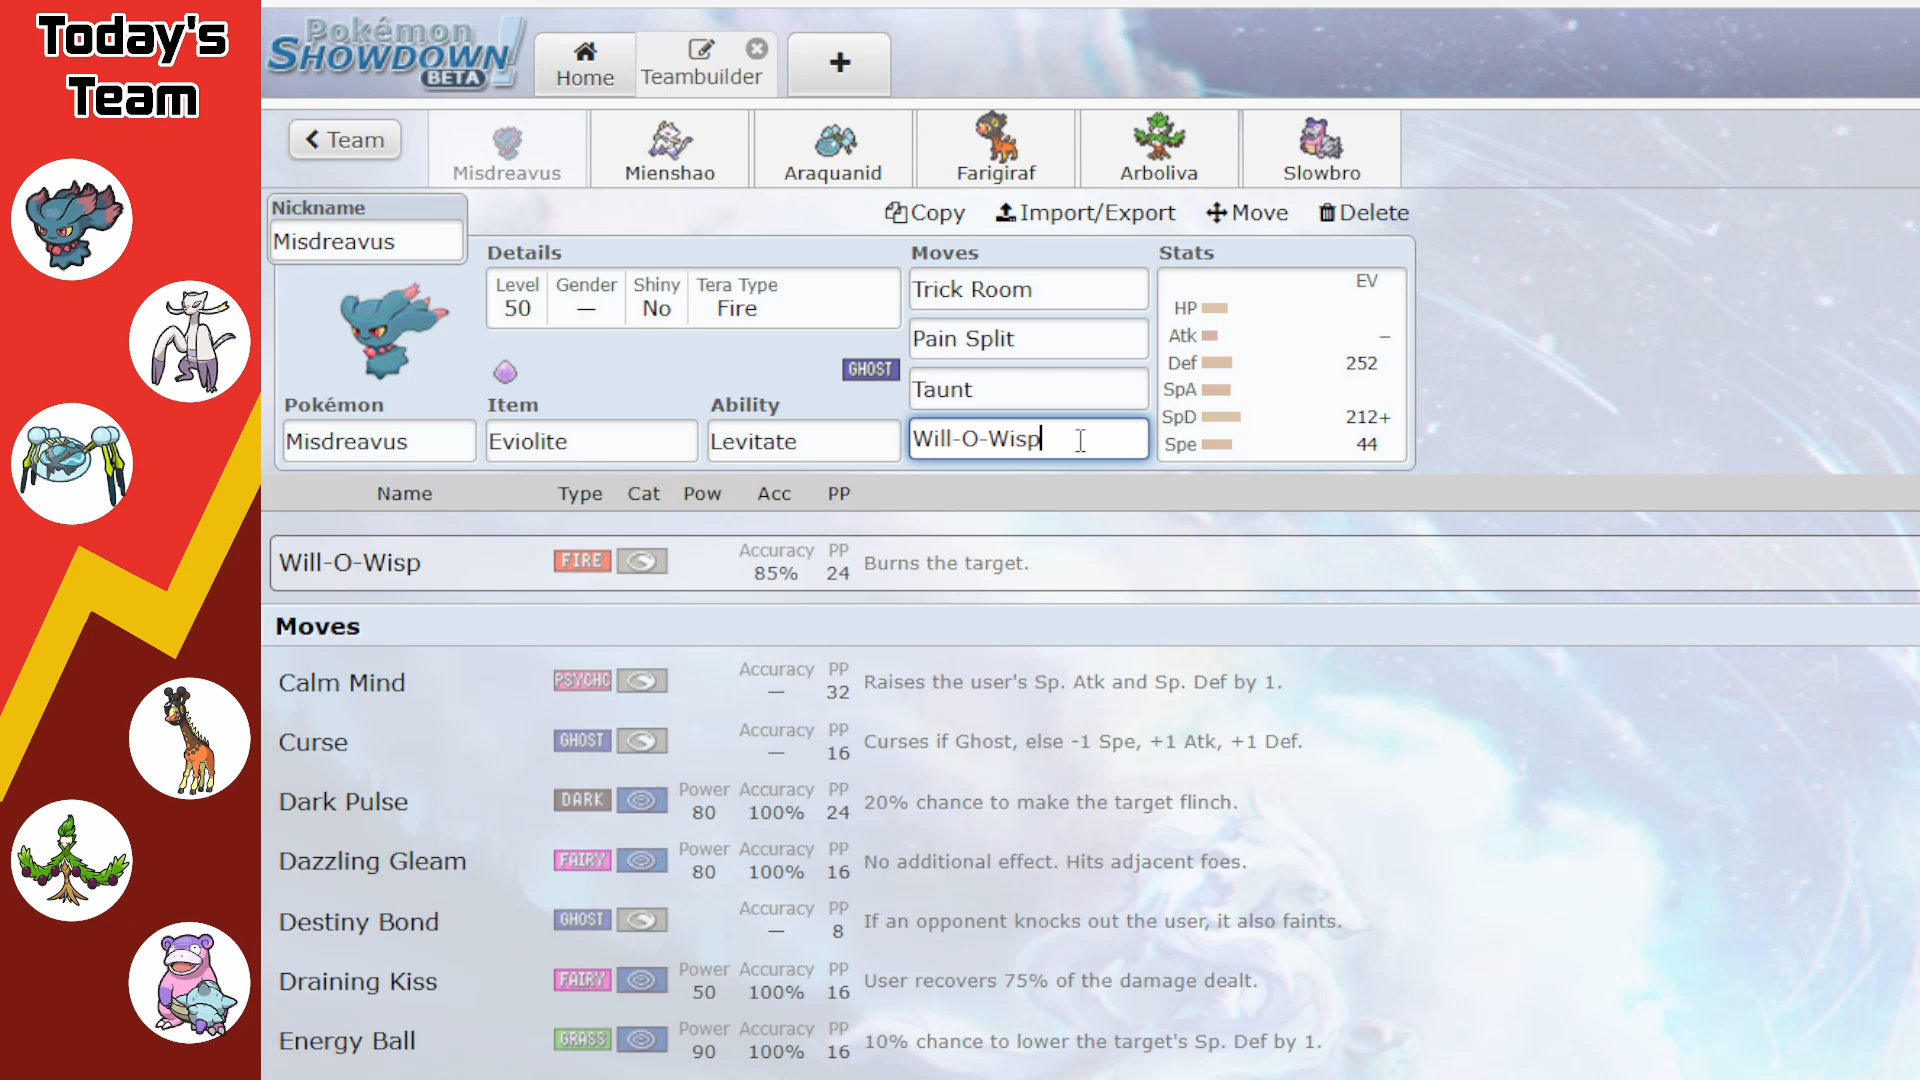 Today's
Team
Pokémon
SHOWDOWN!
BETA
Home
Teambuilder
+
Team
Misdreavus
Mienshao
Araquanid
Farigiraf
Arboliva
Slowbro
Copy Import/Export Move Delete
Nickname
Misdreavus
Details
Level Gender Shiny Tera Type
50 — No Fire
GHOST
Pokémon Item Ability
Misdreavus Eviolite Levitate
Moves
Trick Room
Pain Split
Taunt
Will-O-Wisp
Stats
EV
HP
Atk –
Def 252
SpA
SpD 212+
Spe 44
Name Type Cat Pow Acc PP
Will-O-Wisp FIRE Accuracy 85% PP 24 Burns the target.
Moves
Calm Mind PSYCHC Accuracy — PP 32 Raises the user's Sp. Atk and Sp. Def by 1.
Curse GHOST Accuracy — PP 16 Curses if Ghost, else -1 Spe, +1 Atk, +1 Def.
Dark Pulse DARK Power 80 Accuracy 100% PP 24 20% chance to make the target flinch.
Dazzling Gleam FAIRY Power 80 Accuracy 100% PP 16 No additional effect. Hits adjacent foes.
Destiny Bond GHOST Accuracy — PP 8 If an opponent knocks out the user, it also faints.
Draining Kiss FAIRY Power 50 Accuracy 100% PP 16 User recovers 75% of the damage dealt.
Energy Ball GRASS Power 90 Accuracy 100% PP 16 10% chance to lower the target's Sp. Def by 1.